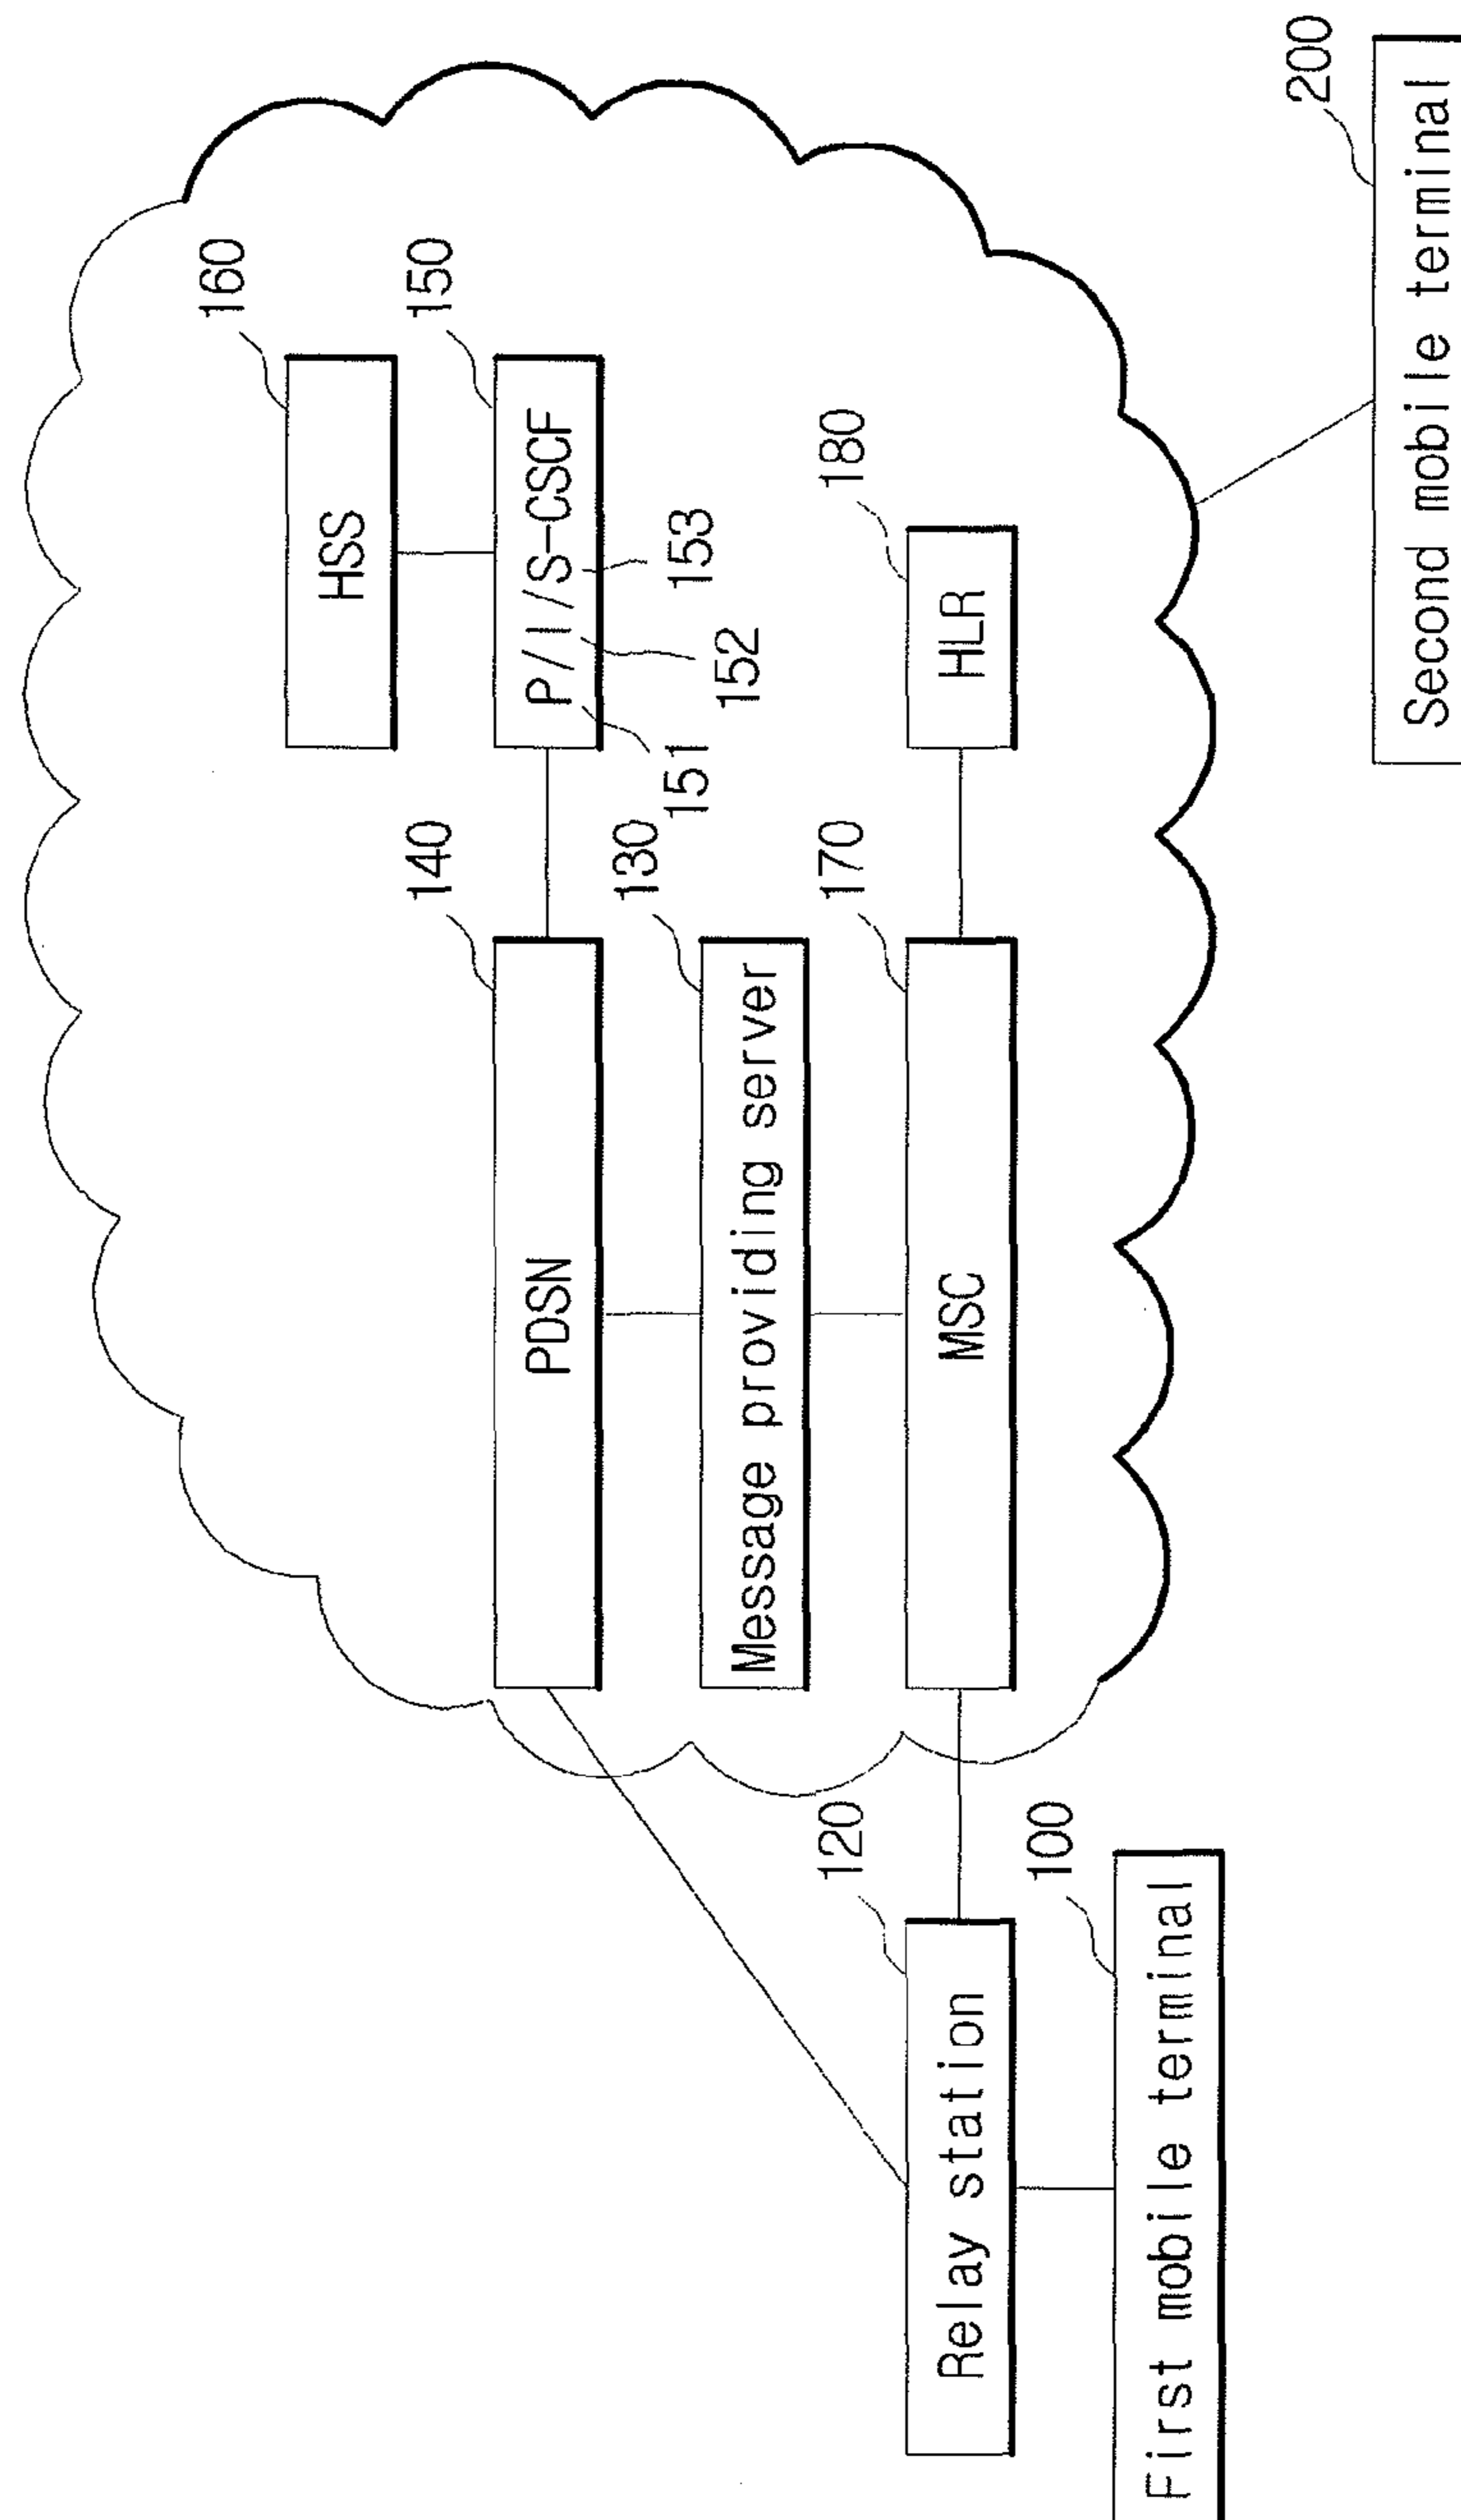 160
HSS
140
150
PDSN
P/I/S-CSCF
151
152
153
130
Message providing server
120
170
180
Relay station
MSC
HLR
100
First mobile terminal
200
Second mobile terminal